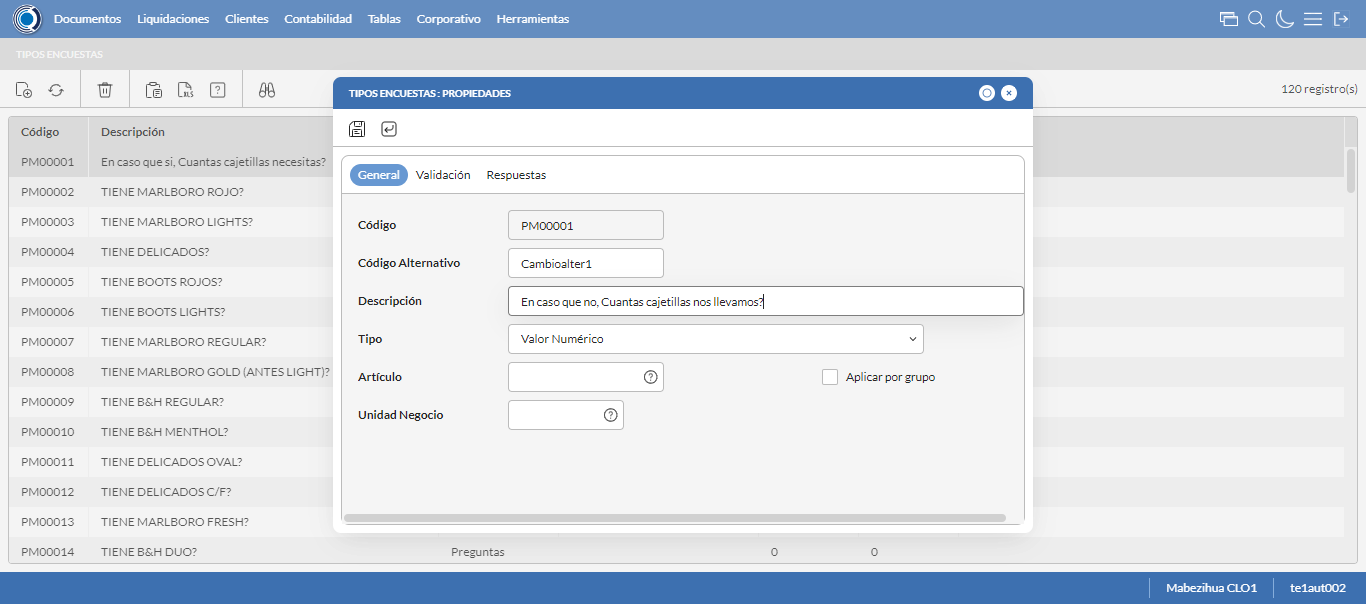 Documentos Liquidaciones Clientes Contabilidad Tablas Corporativo Herramientas
TIPOS ENCUESTAS
XLS ?
120 registro(s)
Código Descripción
PM00001 En caso que si, Cuantas cajetillas necesitas?
PM00002 TIENE MARLBORO ROJO?
PM00003 TIENE MARLBORO LIGHTS?
PM00004 TIENE DELICADOS?
PM00005 TIENE BOOTS ROJOS?
PM00006 TIENE BOOTS LIGHTS?
PM00007 TIENE MARLBORO REGULAR?
PM00008 TIENE MARLBORO GOLD (ANTES LIGHT)?
PM00009 TIENE B&H REGULAR?
PM00010 TIENE B&H MENTHOL?
PM00011 TIENE DELICADOS OVAL?
PM00012 TIENE DELICADOS C/F?
PM00013 TIENE MARLBORO FRESH?
PM00014 TIENE B&H DUO? Preguntas 0 0
TIPOS ENCUESTAS : PROPIEDADES
General Validación Respuestas
Código PM00001
Código Alternativo Cambioalter1
Descripción En caso que no, Cuantas cajetillas nos llevamos?
Tipo Valor Numérico
Artículo ? Aplicar por grupo
Unidad Negocio ?
Mabezihua CLO1 te1aut002